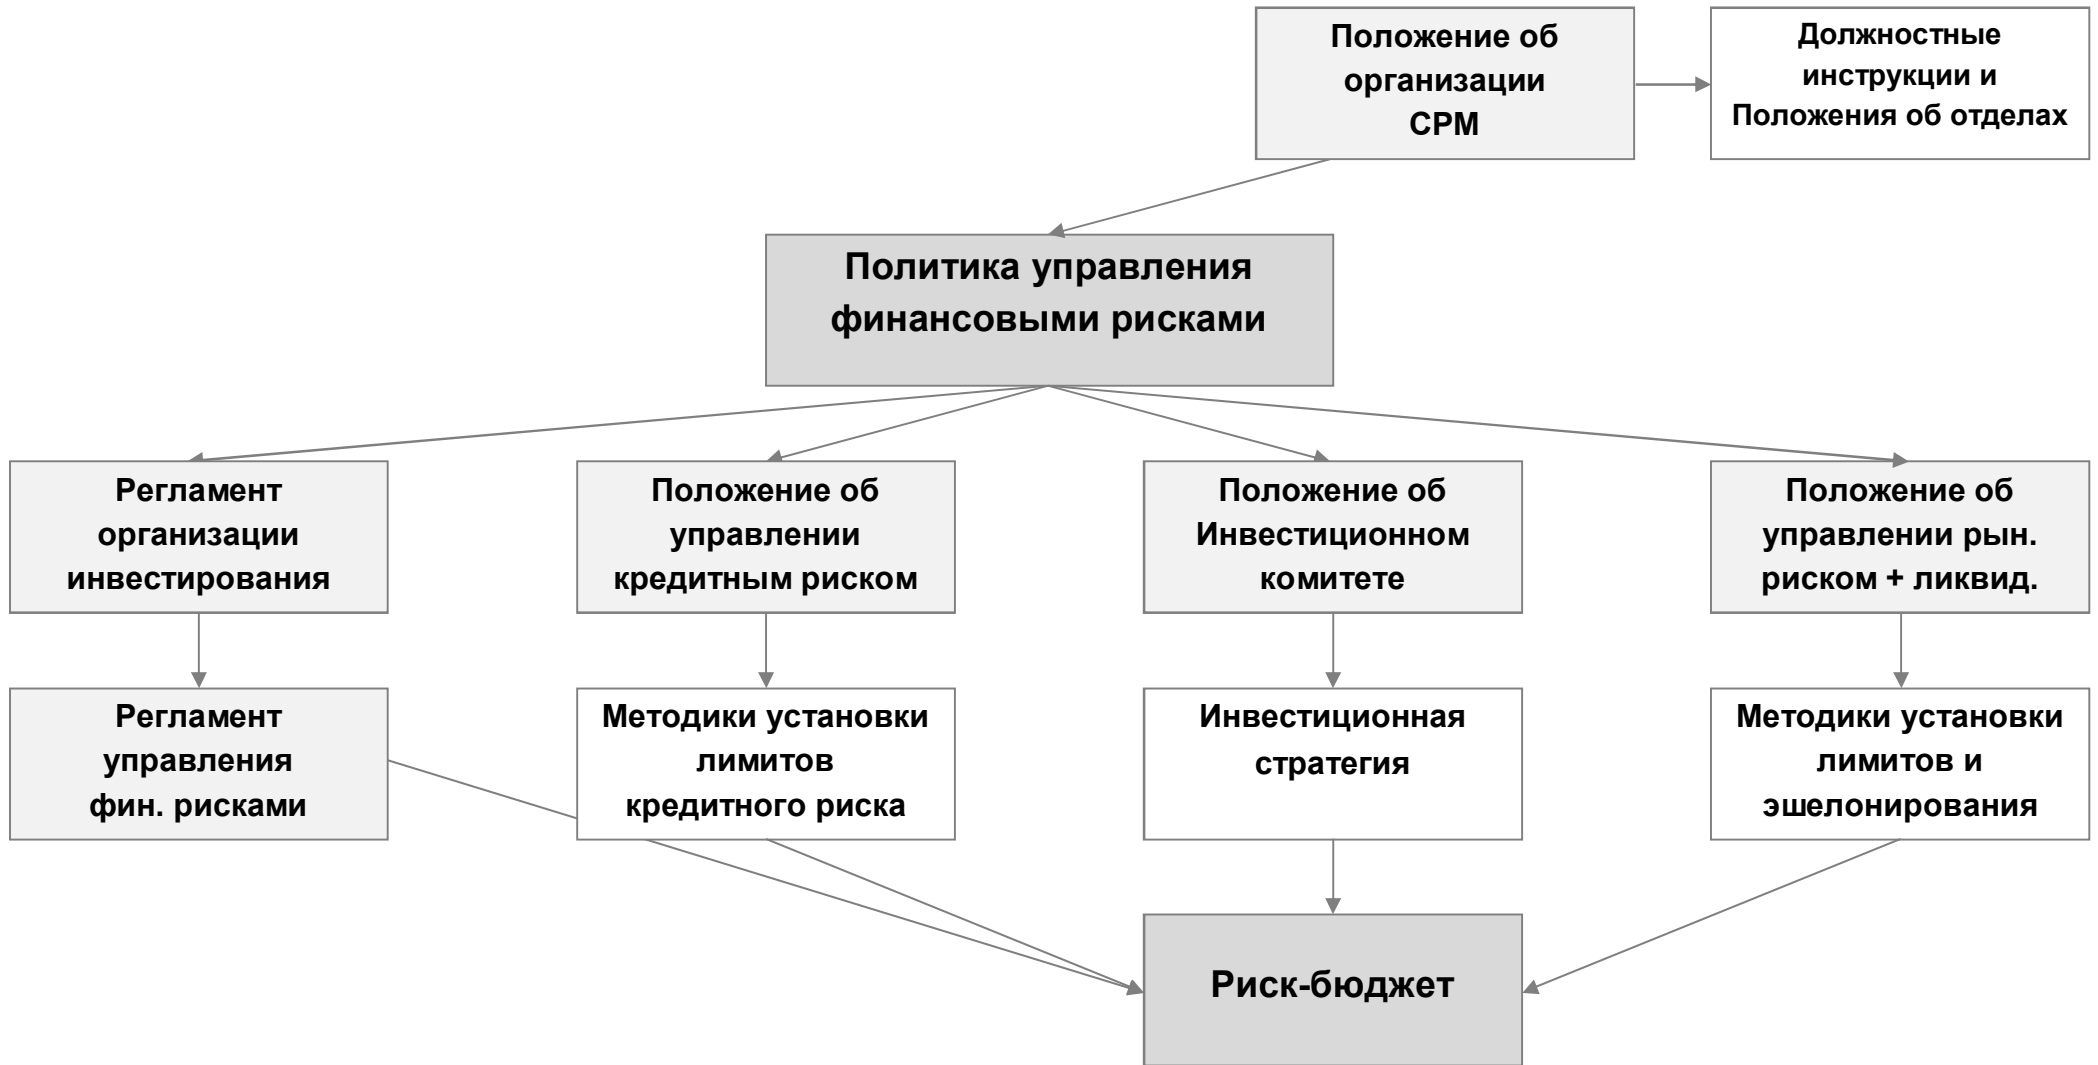 Положение об
организации
СРМ
Должностные
инструкции и
Положения об отделах
Политика управления
финансовыми рисками
Регламент
организации
инвестирования
Положение об
управлении
кредитным риском
Положение об
Инвестиционном
комитете
Положение об
управлении рын.
риском + ликвид.
Регламент
управления
фин. рисками
Методики установки
лимитов
кредитного риска
Инвестиционная
стратегия
Методики установки
лимитов и
эшелонирования
Риск-бюджет